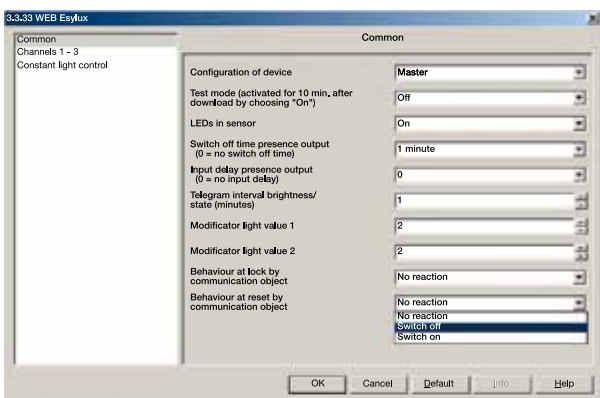 3.3.33 WEB Esylux
Common
Channels 1 - 3
Constant light control
Common
Configuration of device
Master
Test mode (activated for 10 min. after
download by choosing "On")
Off
LEDs in sensor
On
Switch off time presence output
(0 = no switch off time)
1 minute
Input delay presence output
(0 = no input delay)
0
Telegram interval brightness/
state (minutes)
1
Modificator light value 1
2
Modificator light value 2
2
Behaviour at lock by
communication object
No reaction
Behaviour at reset by
communication object
No reaction
No reaction
Switch off
Switch on
OK
Cancel
Default
Info
Help